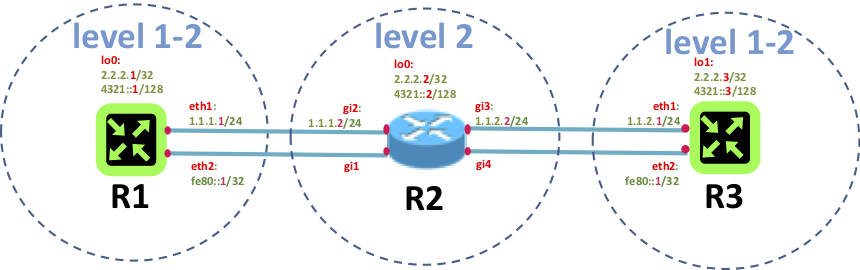 level 1-2
lo0:
2.2.2.1/32
4321::1/128
eth1:
1.1.1.1/24
eth2:
fe80::1/32
R1
level 2
lo0:
2.2.2.2/32
4321::2/128
gi2:
1.1.1.2/24
gi1
gi3:
1.1.2.2/24
gi4
R2
level 1-2
lo1:
2.2.2.3/32
4321::3/128
eth1:
1.1.2.1/24
eth2:
fe80::1/32
R3